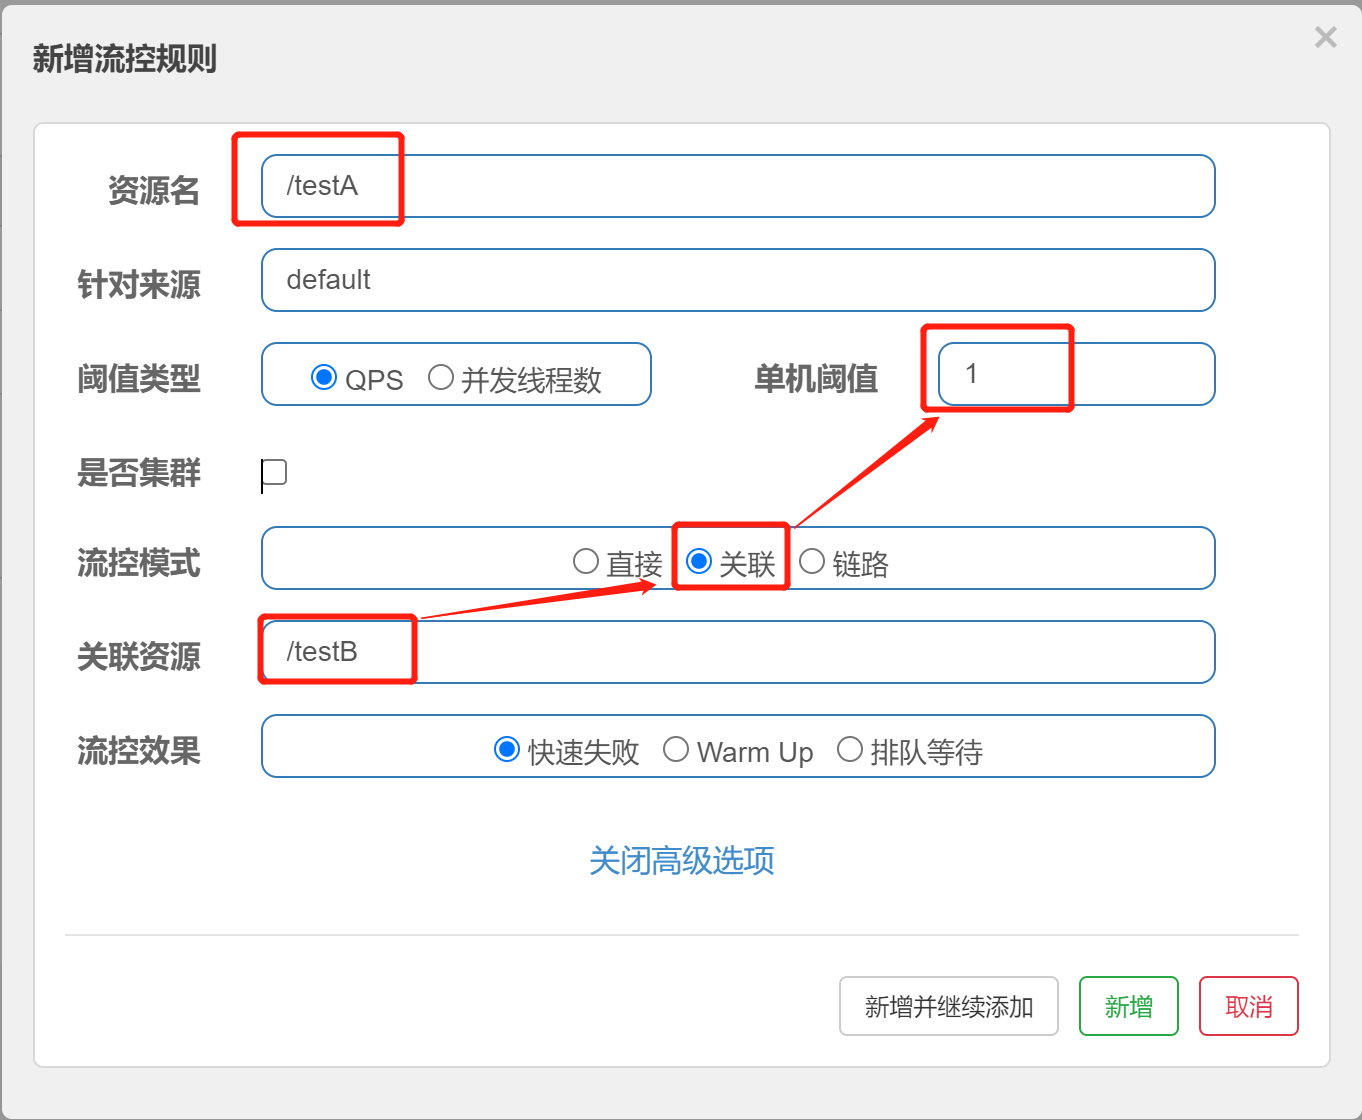 新增流控规则
×
资源名 /testA
针对来源 default
阈值类型 QPS 并发线程数 单机阈值 1
是否集群
流控模式 直接 关联 链路
关联资源 /testB
流控效果 快速失败 Warm Up 排队等待
关闭高级选项
新增并继续添加 新增 取消